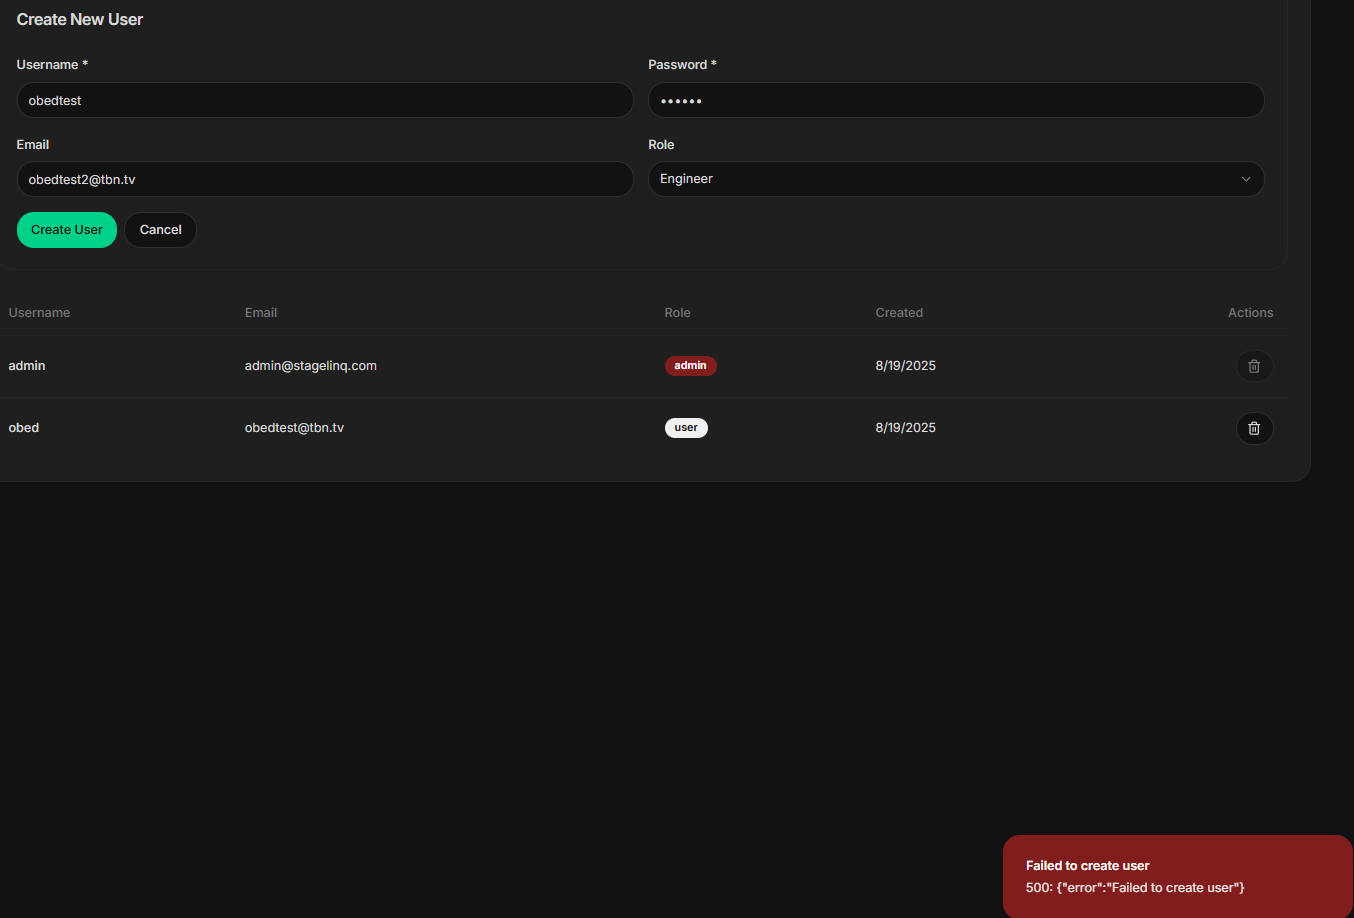 Create New User
Username *
Password *
obedtest
••••••
Email
Role
obedtest2@tbn.tv
Engineer
Create User
Cancel
Username Email Role Created Actions
admin admin@stagelinq.com admin 8/19/2025
obed obedtest@tbn.tv user 8/19/2025
Failed to create user
500: {"error":"Failed to create user"}